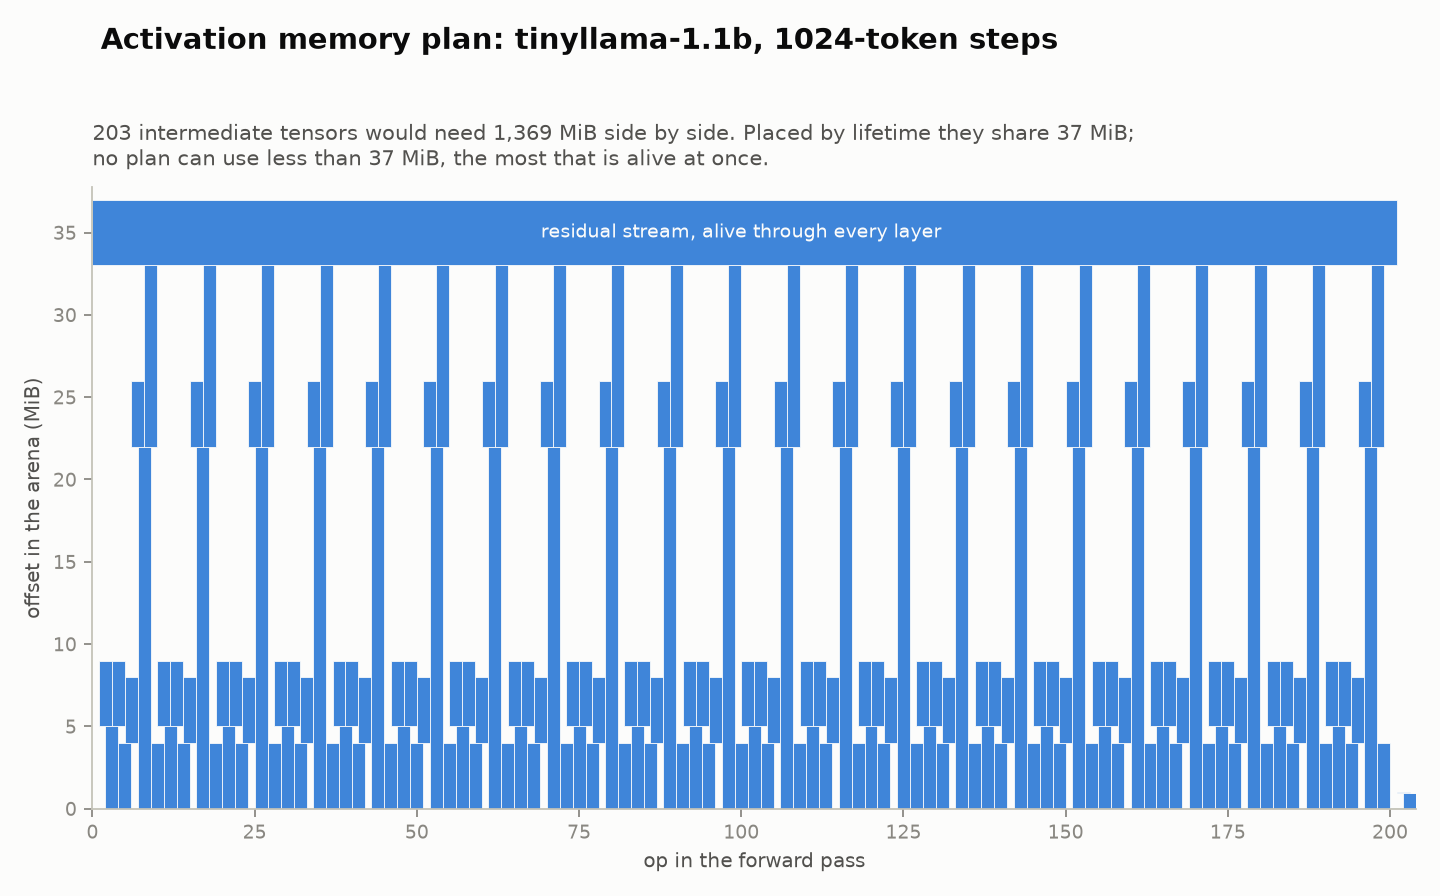 Activation memory plan: tinyllama-1.1b, 1024-token steps
203 intermediate tensors would need 1,369 MiB side by side. Placed by lifetime they share 37 MiB;
no plan can use less than 37 MiB, the most that is alive at once.
residual stream, alive through every layer
offset in the arena (MiB)
35
30
25
20
15
10
5
0
0 25 50 75 100 125 150 175 200
op in the forward pass